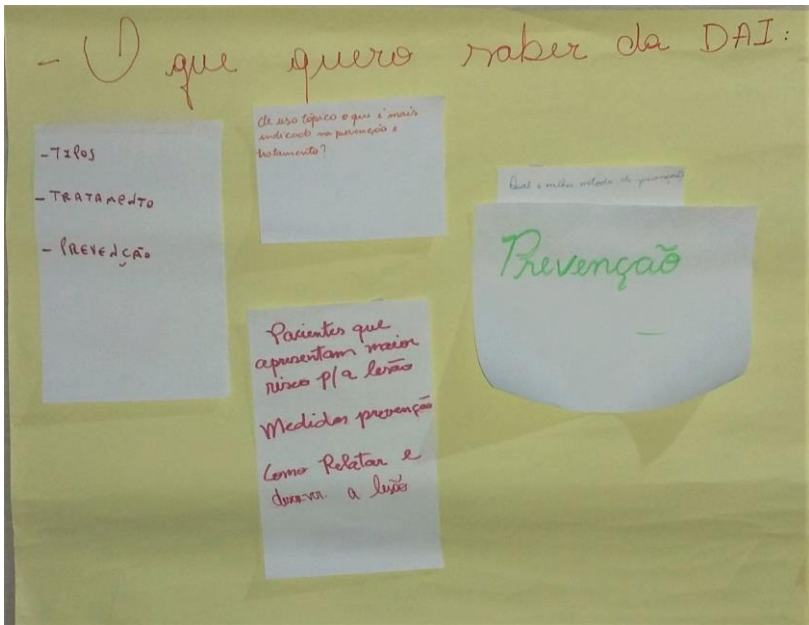 - O que quero saber da DAI:
- TIPOS
- TRATAMENTO
- PREVENÇÃO
de uso tópico o que é mais
indicado na prevenção e
tratamento?
Qual o melhor método de prevenção
Prevenção
Pacientes que
apresentam maior
risco p/ a lesão
Medidas prevenção
Como Relatar e
a lesão